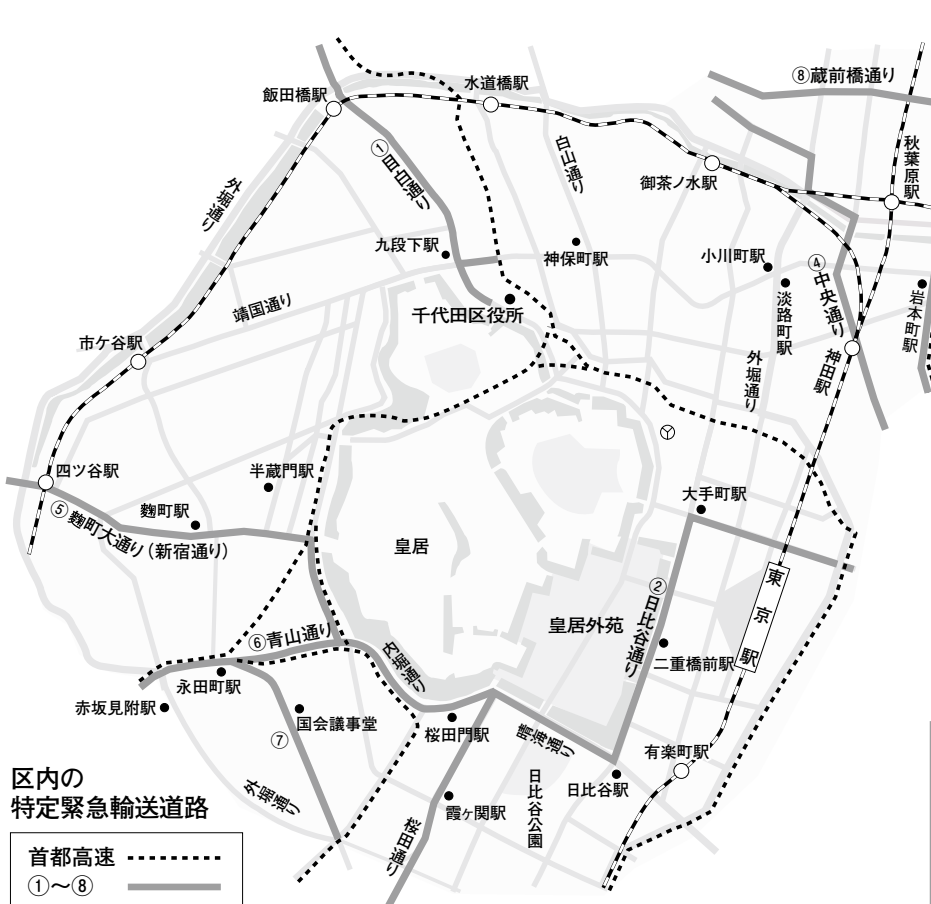 ⑧蔵前橋通り
水道橋駅
飯田橋駅
秋葉原駅
①目白通り
白山通り
御茶ノ水駅
外堀通り
九段下駅
神保町駅
小川町駅
④中央通り
靖国通り
千代田区役所
淡路町駅
岩本町駅
市ケ谷駅
神田駅
外堀通り
四ツ谷駅
半蔵門駅
大手町駅
⑤麴町大通り(新宿通り)
麴町駅
皇居
東京駅
②日比谷通り
皇居外苑
⑥青山通り
内堀通り
二重橋前駅
永田町駅
赤坂見附駅
国会議事堂
桜田門駅
晴海通り
⑦
有楽町駅
日比谷駅
外堀通り
霞ヶ関駅
日比谷公園
桜田通り
区内の
特定緊急輸送道路
首都高速
①〜⑧